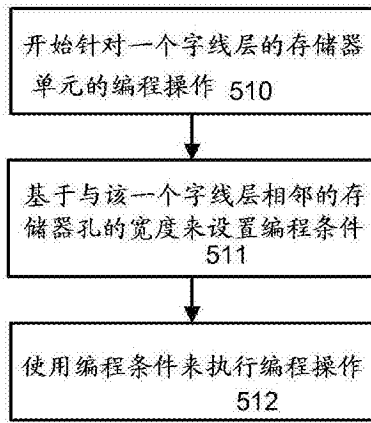 开始针对一个字线层的存储器
单元的编程操作 510
基于与该一个字线层相邻的存
储器孔的宽度来设置编程条件
511
使用编程条件来执行编程操作
512